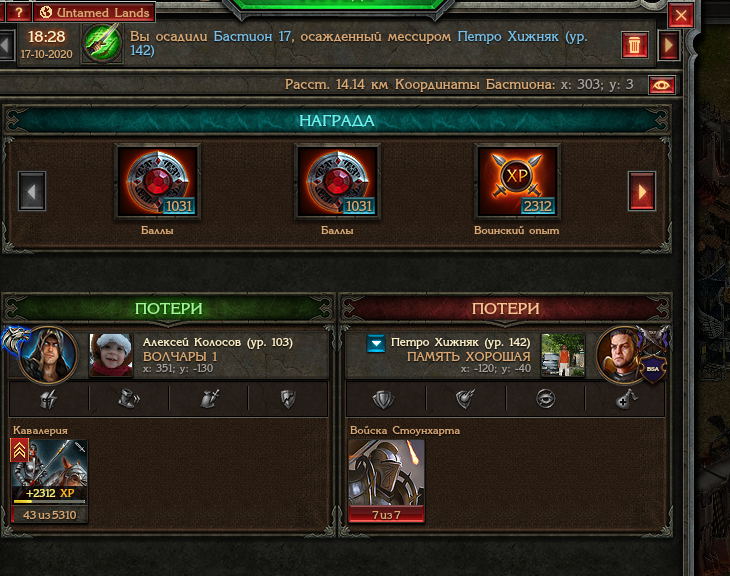 ?
Untamed Lands
18:28
17-10-2020
Вы осадили Бастион 17, осажденный мессиром Петро Хижняк (ур.
142)
Расст. 14.14 км Координаты Бастиона: x: 303; y: 3
НАГРАДА
1031
1031
XP
2312
Баллы
Баллы
Воинский опыт
ПОТЕРИ
ПОТЕРИ
Алексей Колосов (ур. 103)
ВОЛЧАРЫ 1
x: 351; y: -130
Петро Хижняк (ур. 142)
ПАМЯТЬ ХОРОШАЯ
x: -120; y: -40
BSA
Кавалерия
+2312 XP
43 из 5310
Войска Стоунхарта
7 из 7